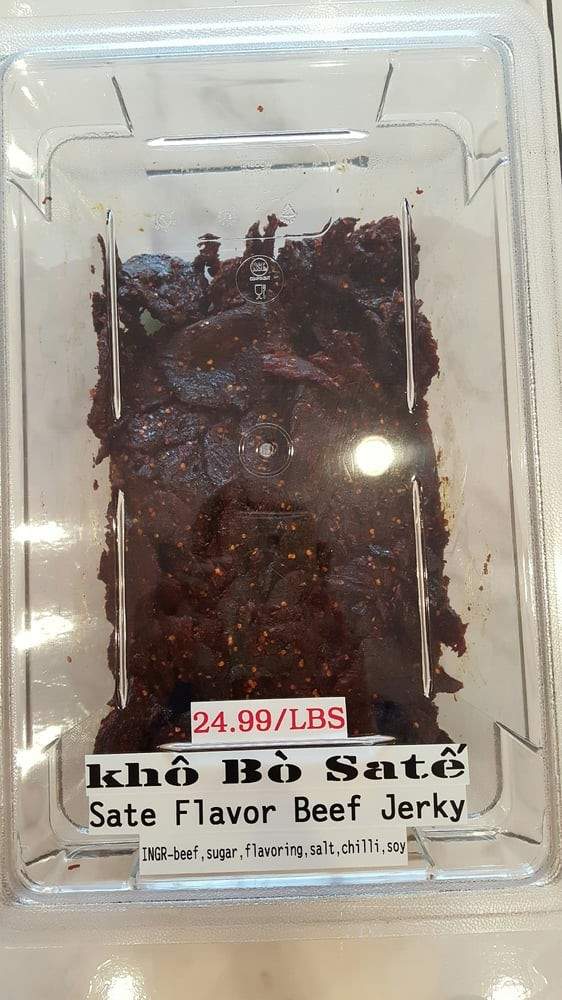 24.99/LBS
khô Bò Satế
Sate Flavor Beef Jerky
INGR-beef,sugar,flavoring,salt,chilli,soy